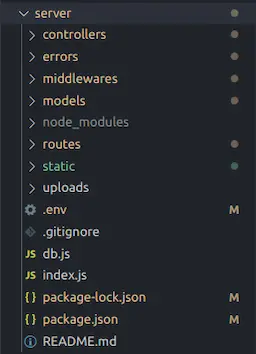 server
controllers
errors
middlewares
models
node_modules
routes
static
uploads
.env M
.gitignore
JS db.js
JS index.js
{} package-lock.json M
{} package.json M
README.md